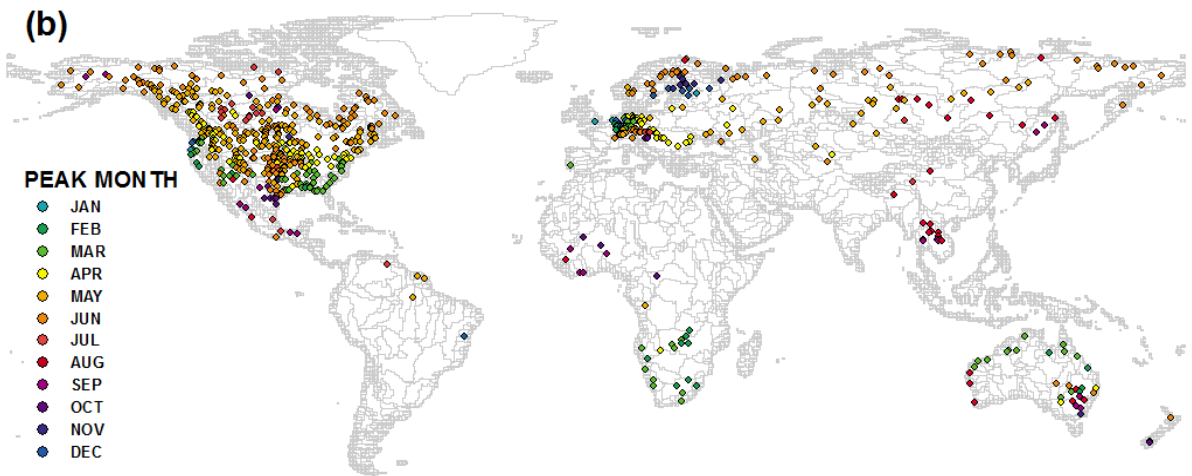 (b)
PEAK MONTH
JAN
FEB
MAR
APR
MAY
JUN
JUL
AUG
SEP
OCT
NOV
DEC